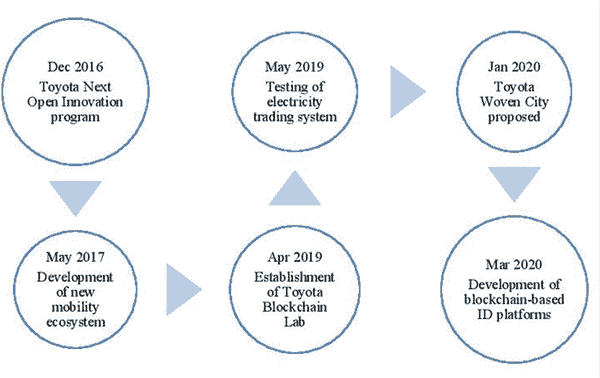 Dec 2016
Toyota Next
Open Innovation
program
May 2017
Development
of new
mobility
ecosystem
Apr 2019
Establishment
of Toyota
Blockchain
Lab
May 2019
Testing of
electricity
trading system
Jan 2020
Toyota
Woven City
proposed
Mar 2020
Development of
blockchain-based
ID platforms